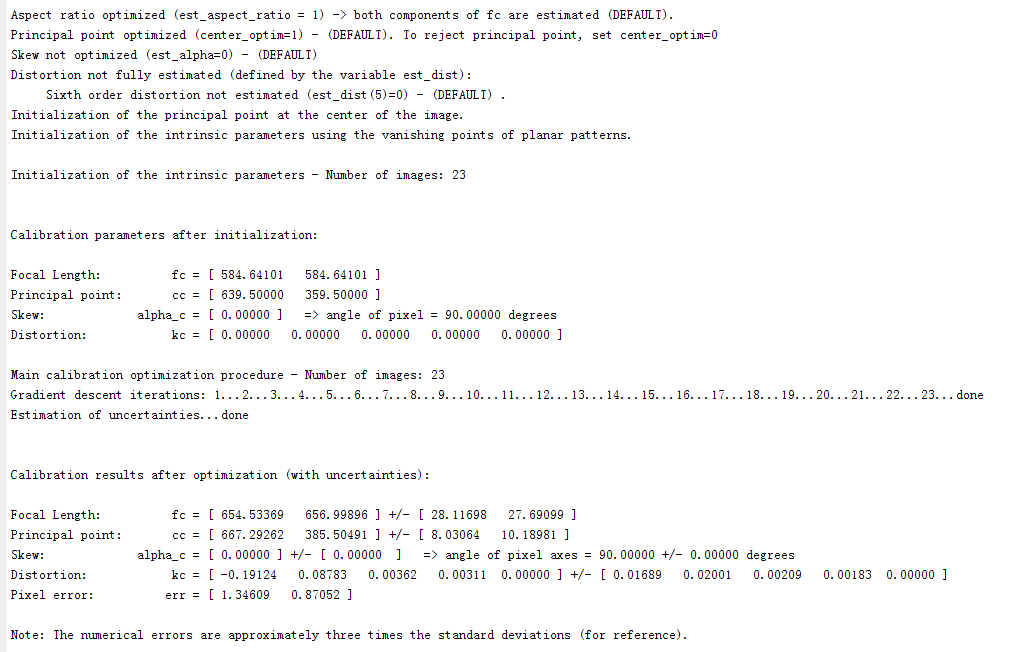 Aspect ratio optimized (est_aspect_ratio = 1) -> both components of fc are estimated (DEFAULT).
Principal point optimized (center_optim=1) - (DEFAULT). To reject principal point, set center_optim=0
Skew not optimized (est_alpha=0) - (DEFAULT)
Distortion not fully estimated (defined by the variable est_dist):
Sixth order distortion not estimated (est_dist(5)=0) - (DEFAULT) .
Initialization of the principal point at the center of the image.
Initialization of the intrinsic parameters using the vanishing points of planar patterns.
Initialization of the intrinsic parameters - Number of images: 23
Calibration parameters after initialization:
Focal Length: fc = [ 584.64101 584.64101 ]
Principal point: cc = [ 639.50000 359.50000 ]
Skew: alpha_c = [ 0.00000 ] => angle of pixel = 90.00000 degrees
Distortion: kc = [ 0.00000 0.00000 0.00000 0.00000 0.00000 ]
Main calibration optimization procedure - Number of images: 23
Gradient descent iterations: 1...2...3...4...5...6...7...8...9...10...11...12...13...14...15...16...17...18...19...20...21...22...23...done
Estimation of uncertainties...done
Calibration results after optimization (with uncertainties):
Focal Length: fc = [ 654.53369 656.99896 ] +/- [ 28.11698 27.69099 ]
Principal point: cc = [ 667.29262 385.50491 ] +/- [ 8.03064 10.18981 ]
Skew: alpha_c = [ 0.00000 ] +/- [ 0.00000 ] => angle of pixel axes = 90.00000 +/- 0.00000 degrees
Distortion: kc = [ -0.19124 0.08783 0.00362 0.00311 0.00000 ] +/- [ 0.01689 0.02001 0.00209 0.00183 0.00000 ]
Pixel error: err = [ 1.34609 0.87052 ]
Note: The numerical errors are approximately three times the standard deviations (for reference).